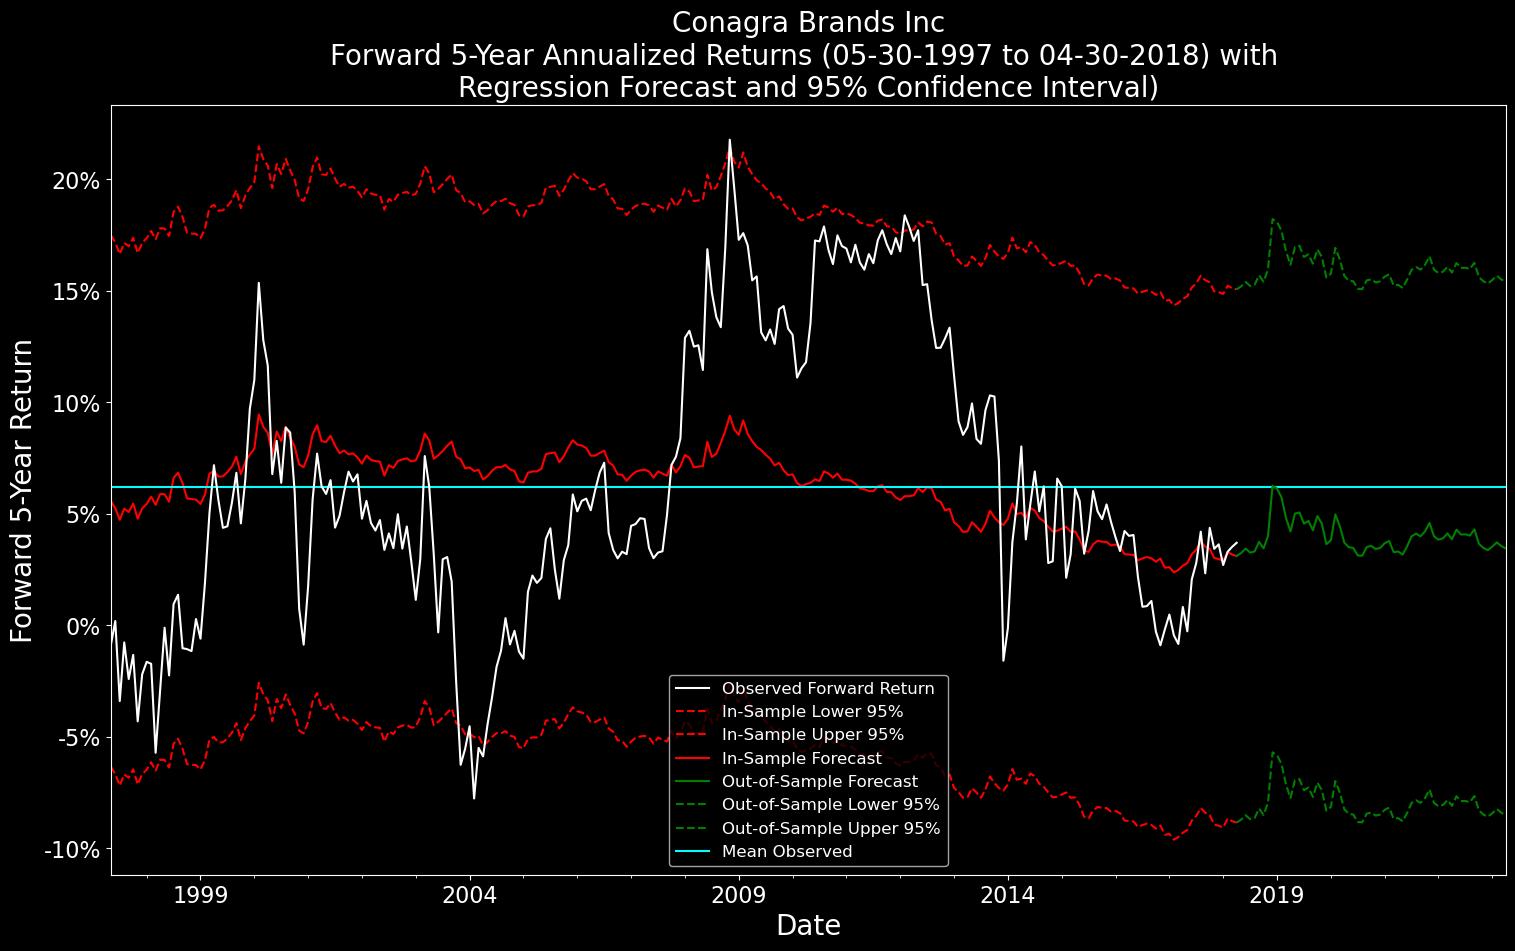 Conagra Brands Inc
Forward 5-Year Annualized Returns (05-30-1997 to 04-30-2018) with
Regression Forecast and 95% Confidence Interval)
Forward 5-Year Return
20%
15%
10%
5%
0%
-5%
-10%
Observed Forward Return
In-Sample Lower 95%
In-Sample Upper 95%
In-Sample Forecast
Out-of-Sample Forecast
Out-of-Sample Lower 95%
Out-of-Sample Upper 95%
Mean Observed
1999
2004
2009
2014
2019
Date